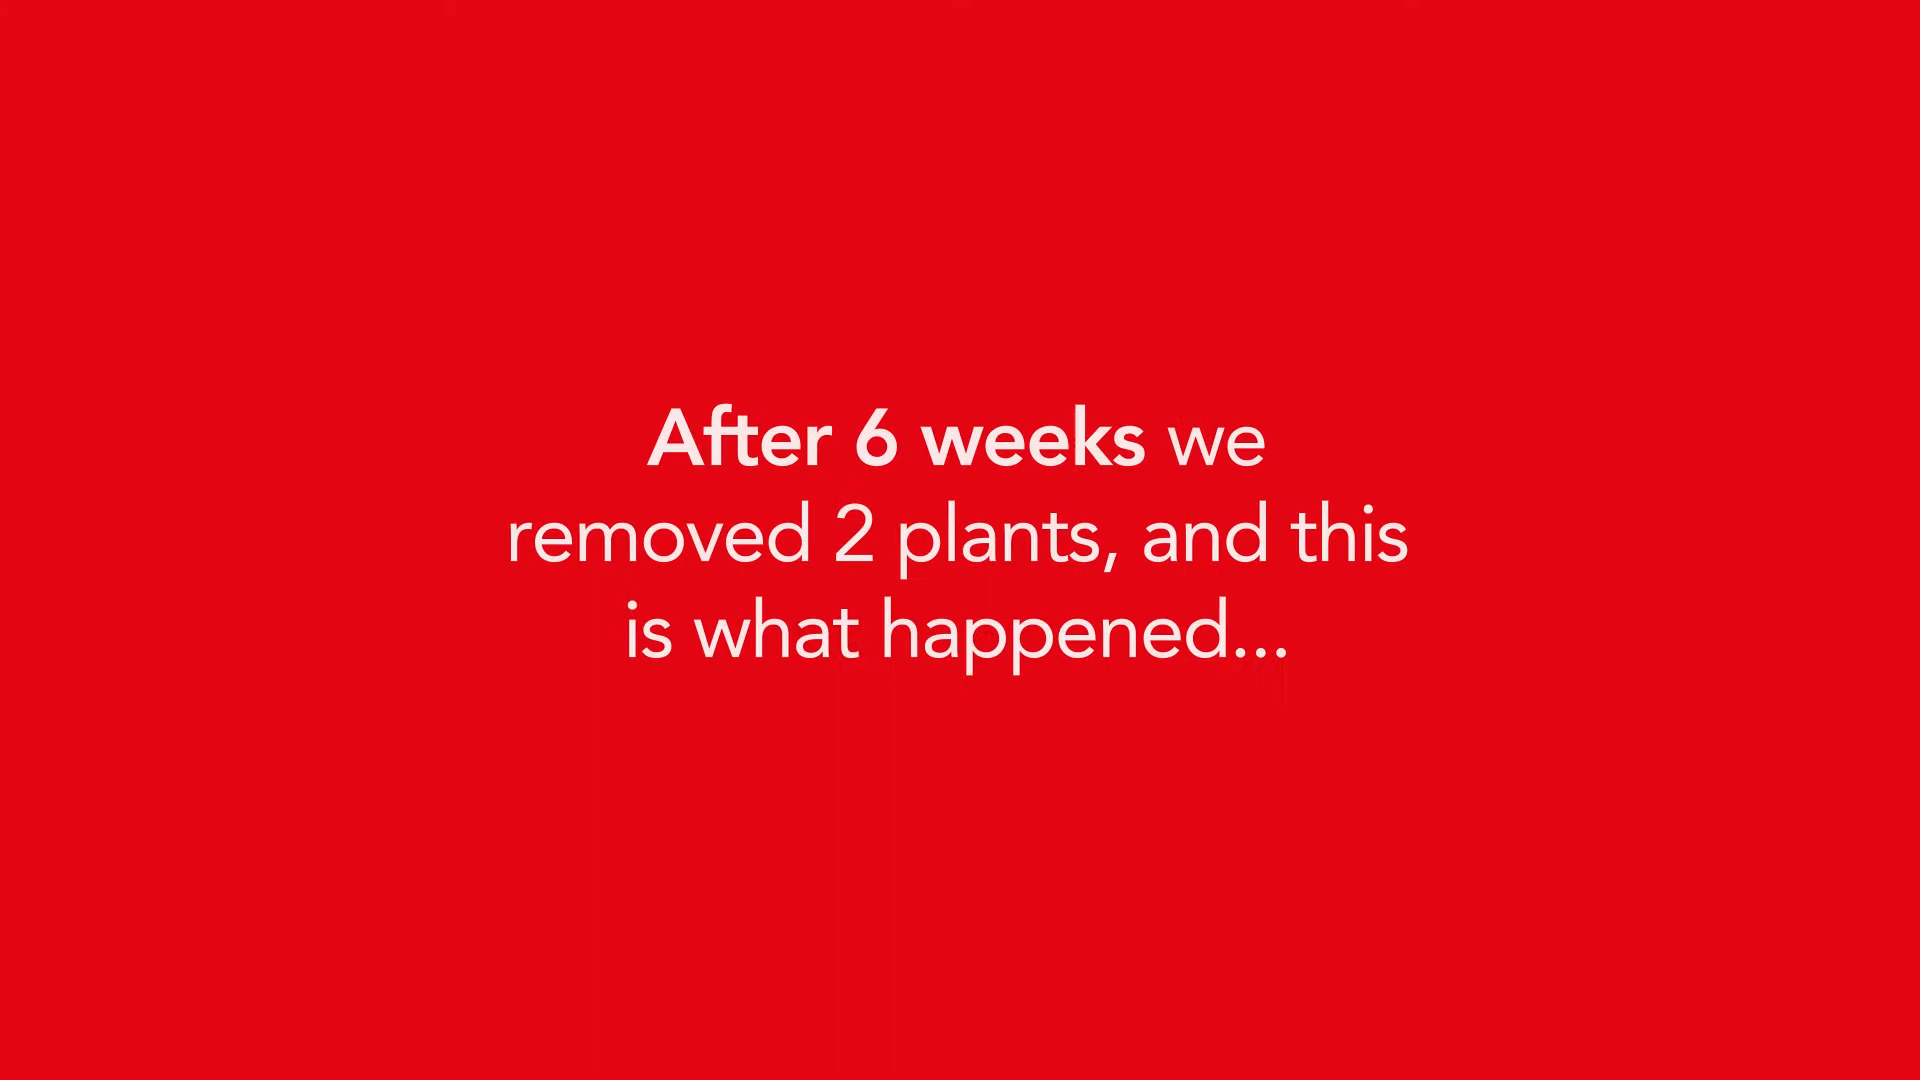 After 6 weeks we
removed 2 plants, and this
is what happened...